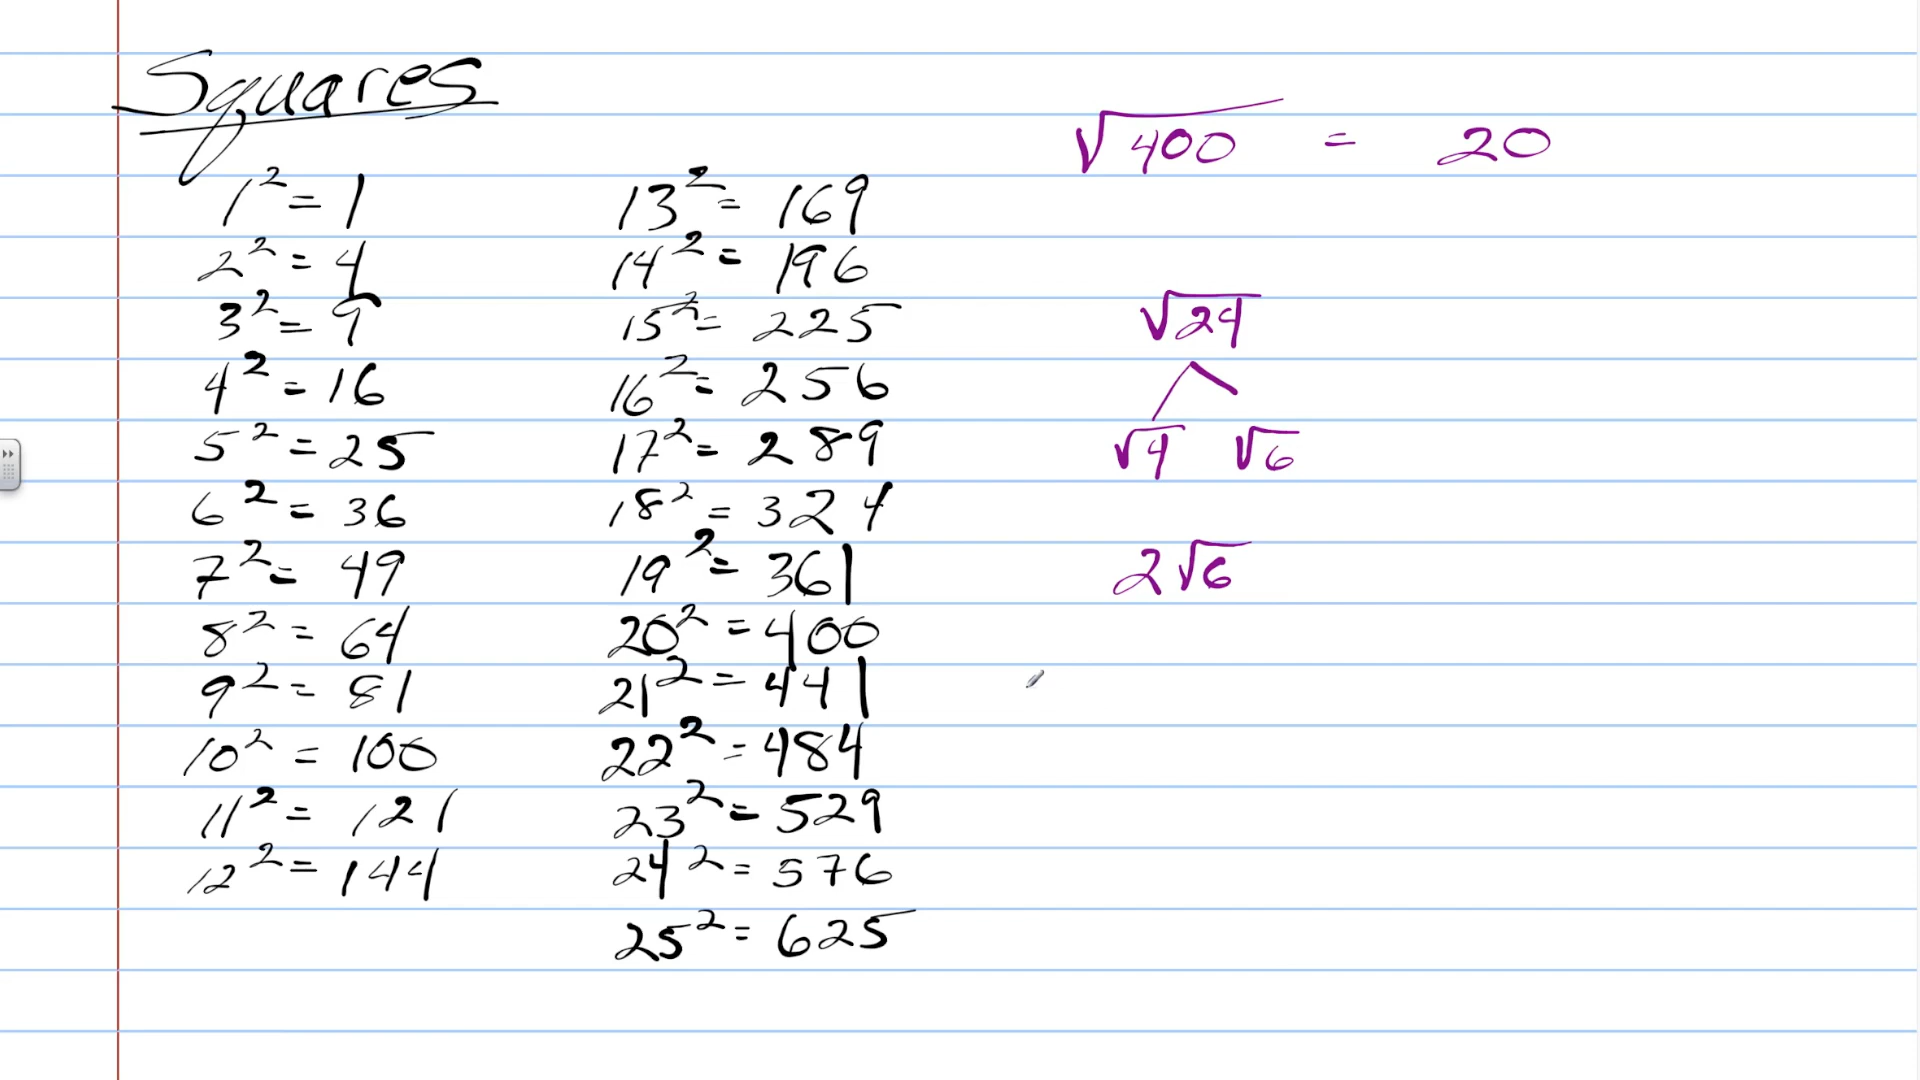 Squares
1² = 1
2² = 4
3² = 9
4² = 16
5² = 25
6² = 36
7² = 49
8² = 64
9² = 81
10² = 100
11² = 121
12² = 144
13² = 169
14² = 196
15² = 225
16² = 256
17² = 289
18² = 324
19² = 361
20² = 400
21² = 441
22² = 484
23² = 529
24² = 576
25² = 625
√400 = 20
√24
√4 √6
2√6